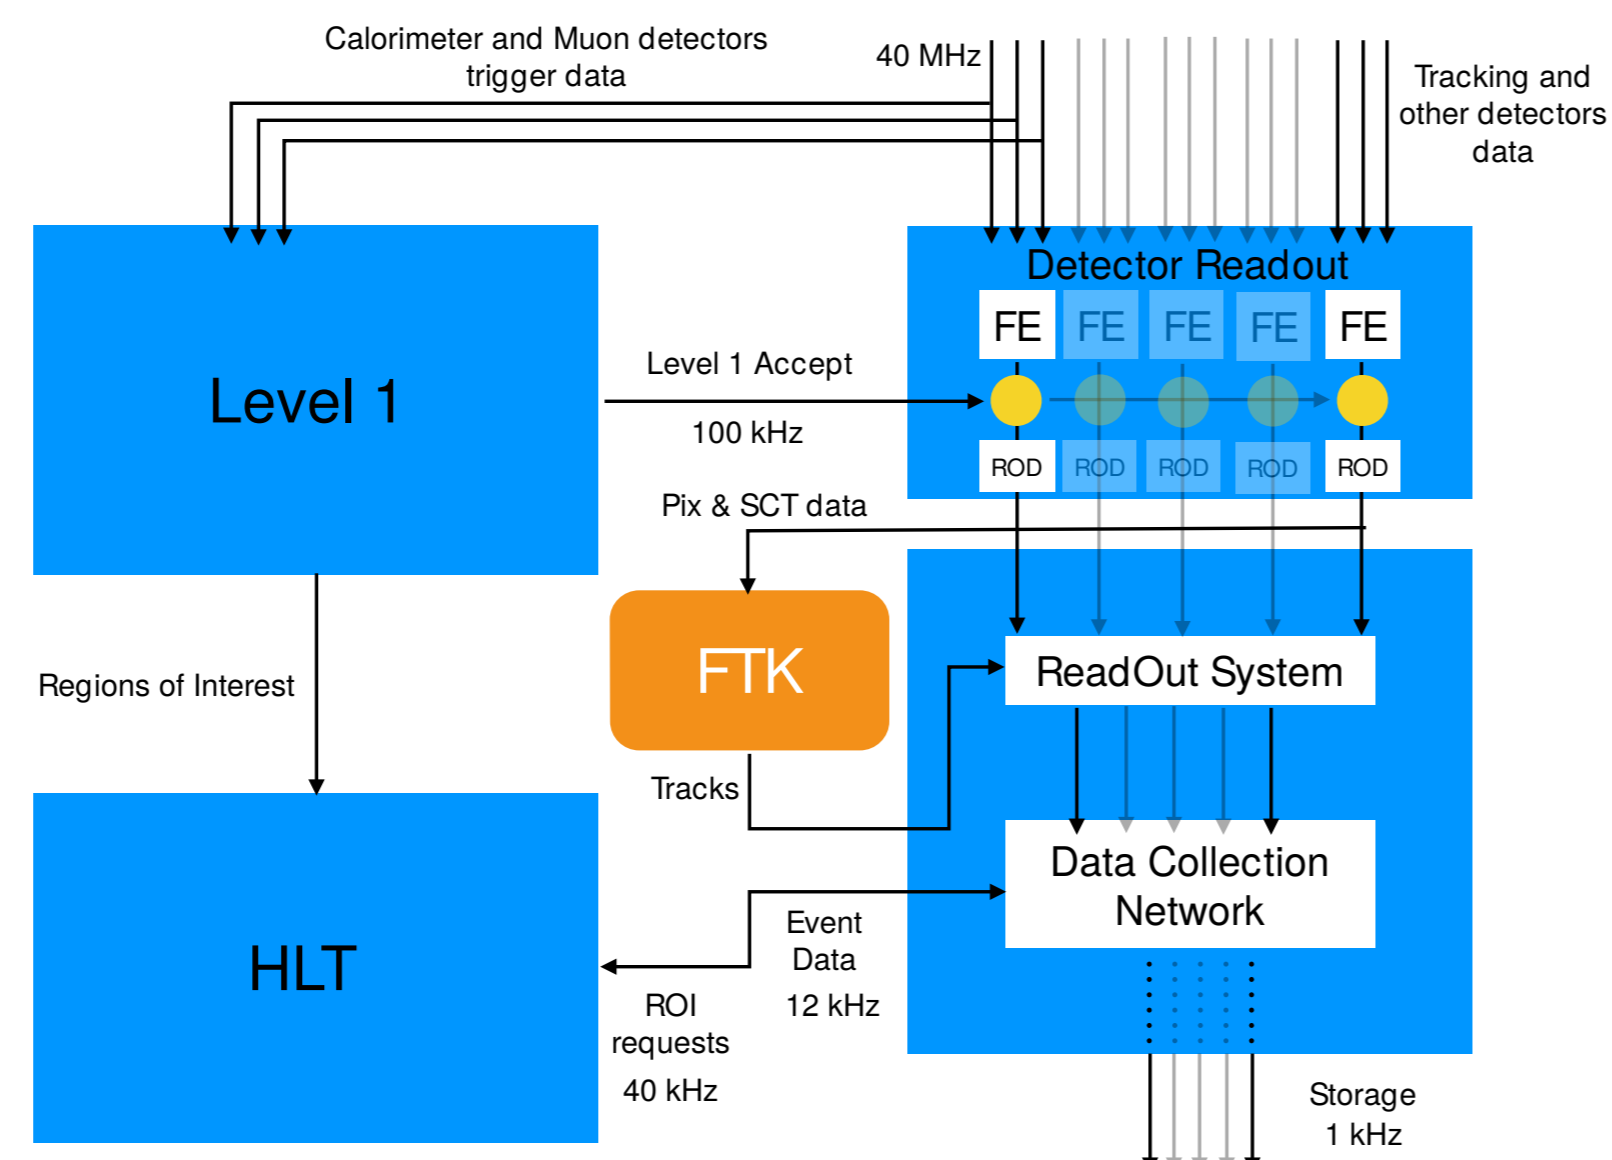 Calorimeter and Muon detectors
trigger data
40 MHz
Tracking and
other detectors
data
Detector Readout
FE FE FE FE FE
Level 1
Level 1 Accept
100 kHz
ROD ROD ROD ROD ROD
Pix & SCT data
FTK
ReadOut System
Regions of Interest
Tracks
Data Collection
Network
HLT
Event
Data
12 kHz
ROI
requests
40 kHz
Storage
1 kHz